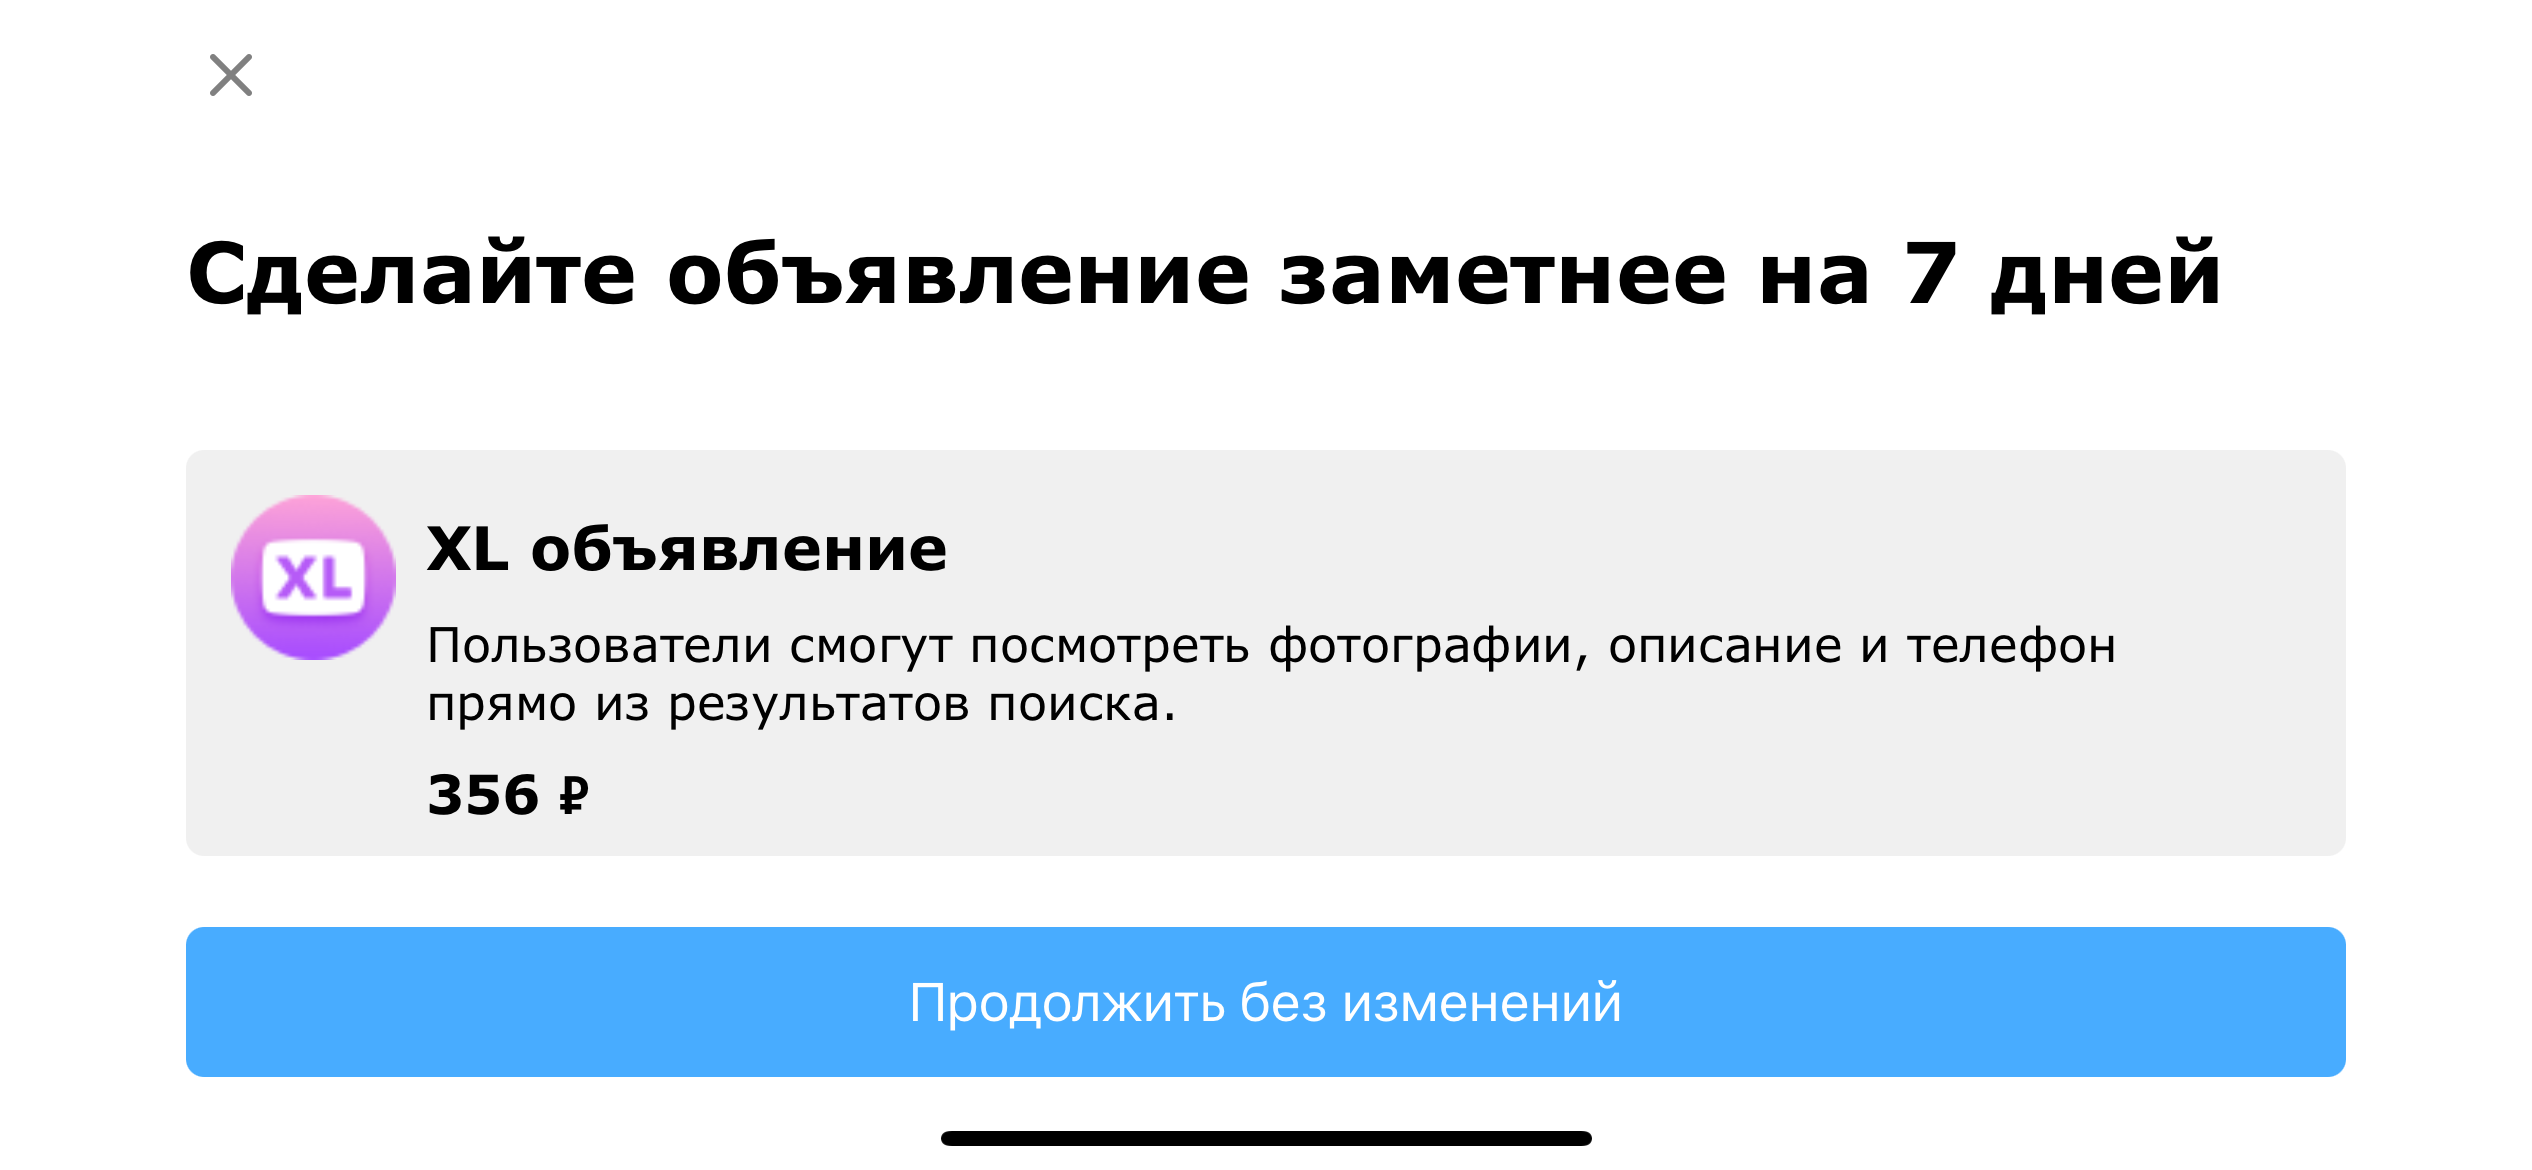 Сделайте объявление заметнее на 7 дней
XL
XL объявление
Пользователи смогут посмотреть фотографии, описание и телефон
прямо из результатов поиска.
356 ₽
Продолжить без изменений